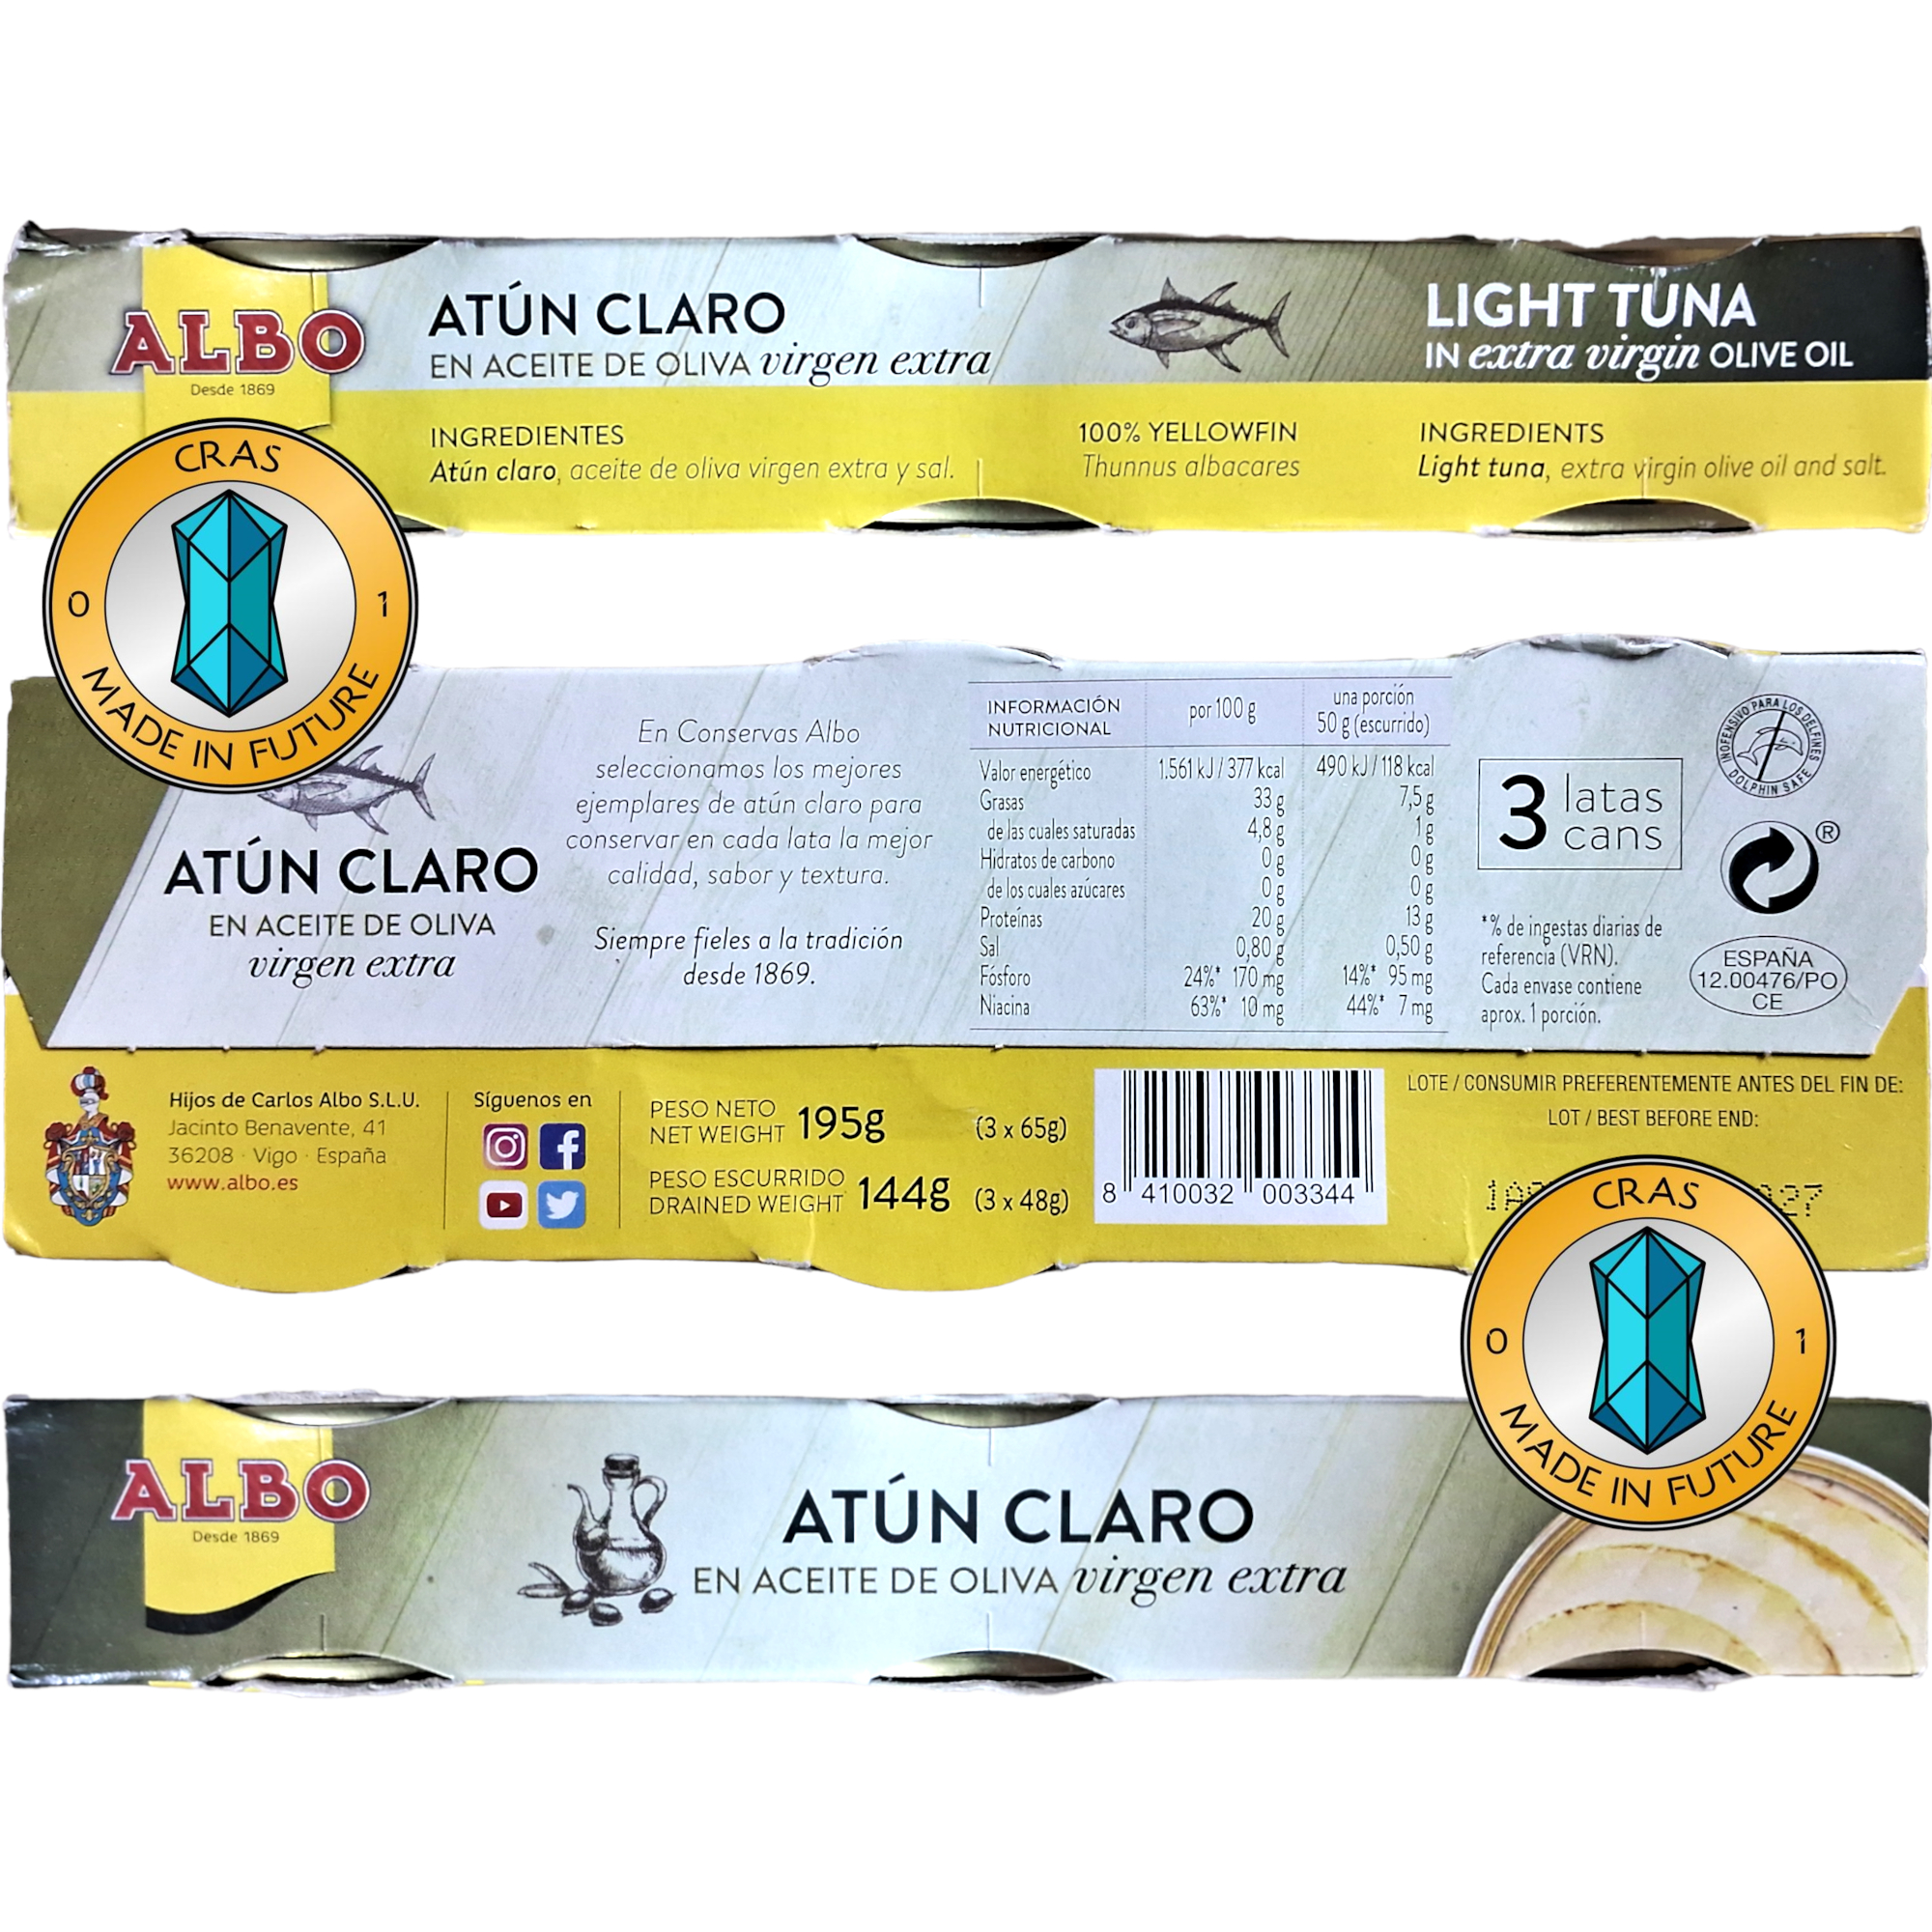 ALBO
Desde 1869
ATÚN CLARO
EN ACEITE DE OLIVA virgen extra
INGREDIENTES
Atún claro, aceite de oliva virgen extra y sal.
100% YELLOWFIN
Thunnus albacares
LIGHT TUNA
IN extra virgin OLIVE OIL
INGREDIENTS
Light tuna, extra virgin olive oil and salt.
CRAS
0 1
MADE IN FUTURE
ATÚN CLARO
EN ACEITE DE OLIVA
virgen extra
En Conservas Albo
seleccionamos los mejores
ejemplares de atún claro para
conservar en cada lata la mejor
calidad, sabor y textura.
Siempre fieles a la tradición
desde 1869.
INFORMACIÓN NUTRICIONAL por 100 g una porción 50 g (escurrido)
Valor energético 1.561 kJ / 377 kcal 490 kJ / 118 kcal
Grasas 33 g 7,5 g
de las cuales saturadas 4,8 g 1 g
Hidratos de carbono 0 g 0 g
de los cuales azúcares 0 g 0 g
Proteínas 20 g 13 g
Sal 0,80 g 0,50 g
Fósforo 24%* 170 mg 14%* 95 mg
Niacina 63%* 10 mg 44%* 7 mg
3 latas
cans
*% de ingestas diarias de
referencia (VRN).
Cada envase contiene
aprox. 1 porción.
INOFENSIVO PARA LOS DELFINES
DOLPHIN SAFE
®
ESPAÑA
12.00476/PO
CE
Hijos de Carlos Albo S.L.U.
Jacinto Benavente, 41
36208 · Vigo · España
www.albo.es
Síguenos en
PESO NETO
NET WEIGHT 195g (3 x 65g)
PESO ESCURRIDO
DRAINED WEIGHT 144g (3 x 48g)
8 410032 003344
LOTE / CONSUMIR PREFERENTEMENTE ANTES DEL FIN DE:
LOT / BEST BEFORE END:
CRAS
0 1
MADE IN FUTURE
ALBO
Desde 1869
ATÚN CLARO
EN ACEITE DE OLIVA virgen extra